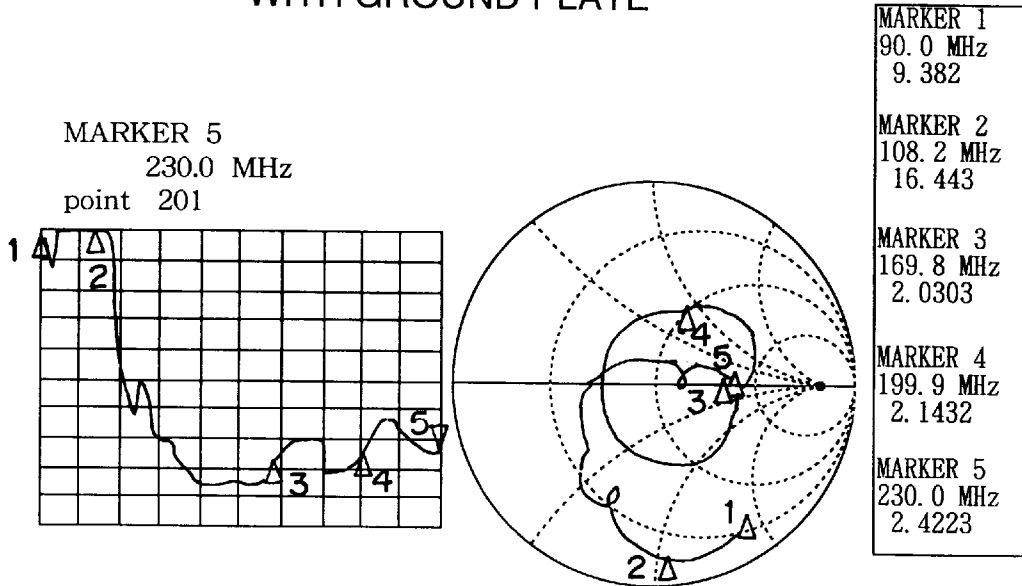 WITH GROUND PLATE
MARKER 5
230.0 MHz
point 201
1
2
3
4
5
4
5
3
1
2
MARKER 1
90.0 MHz
9.382
MARKER 2
108.2 MHz
16.443
MARKER 3
169.8 MHz
2.0303
MARKER 4
199.9 MHz
2.1432
MARKER 5
230.0 MHz
2.4223